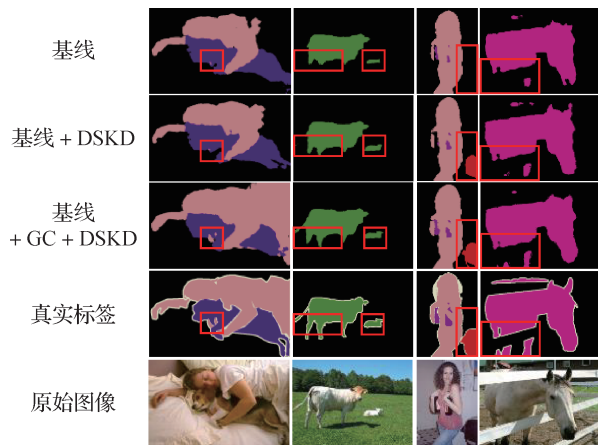 基线
基线 + DSKD
基线
+ GC + DSKD
真实标签
原始图像